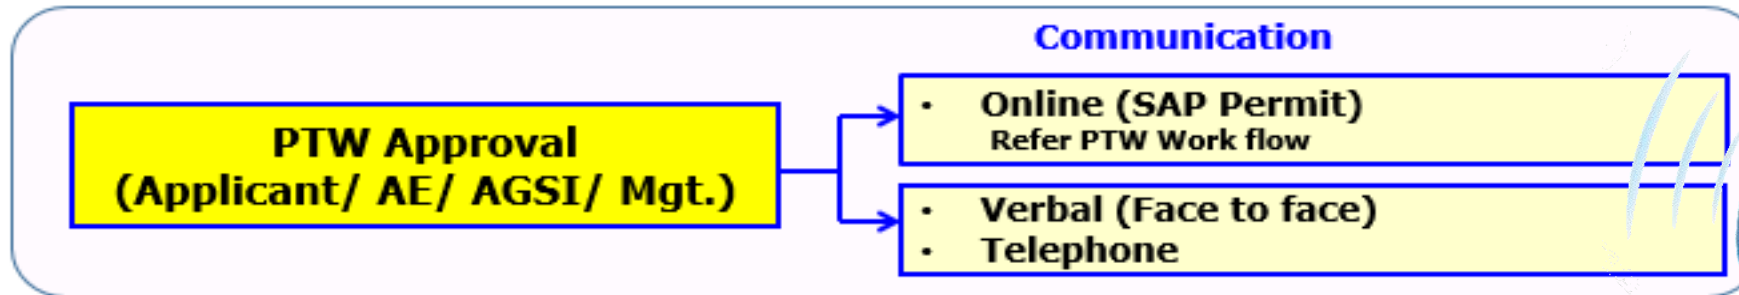 Communication
PTW Approval
(Applicant/ AE/ AGSI/ Mgt.)
• Online (SAP Permit)
Refer PTW Work flow
• Verbal (Face to face)
• Telephone